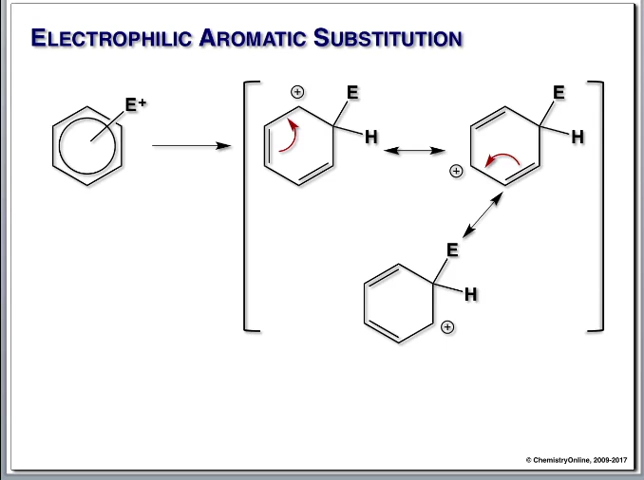 ELECTROPHILIC AROMATIC SUBSTITUTION
E+
+
E
H
E
H
+
E
H
+
© ChemistryOnline, 2009-2017